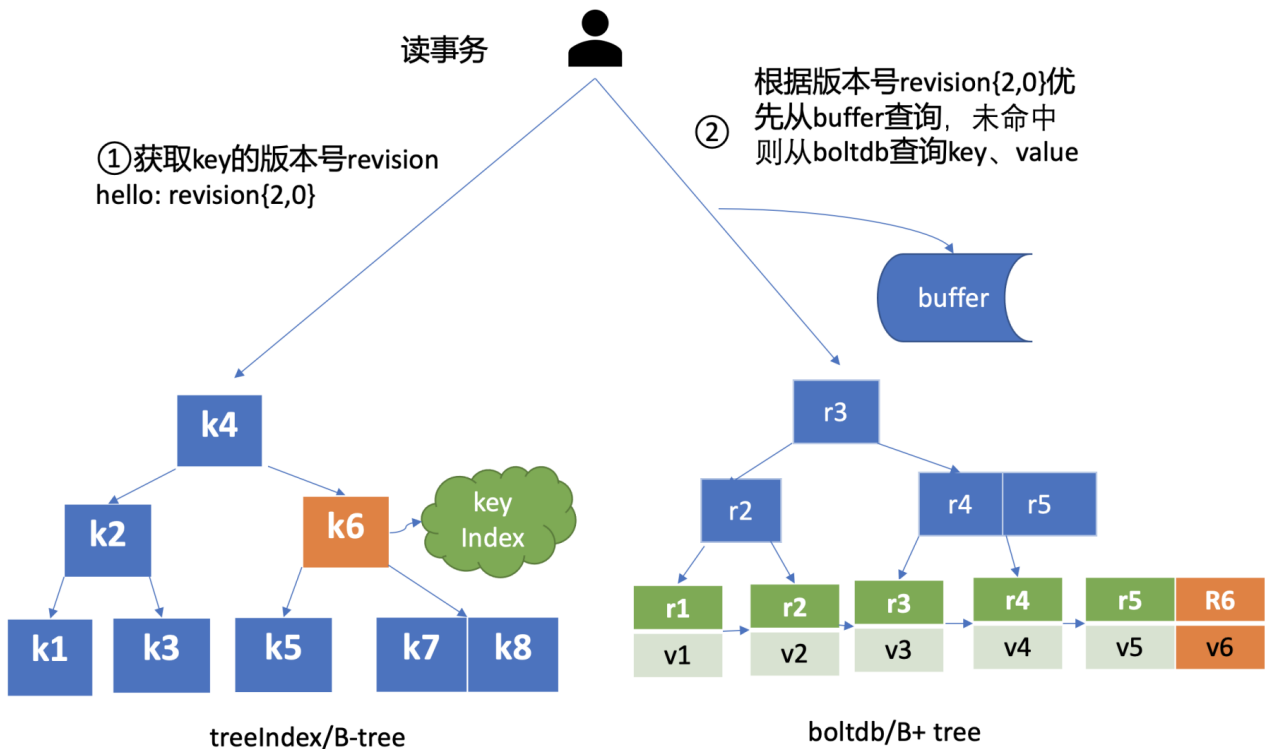 读事务
①获取key的版本号revision
hello: revision{2,0}
②
根据版本号revision{2,0}优
先从buffer查询，未命中
则从boltdb查询key、value
buffer
k4
k2
k6
key
Index
k1
k3
k5
k7
k8
treeIndex/B-tree
r3
r2
r4
r5
r1
r2
r3
r4
r5
R6
v1
v2
v3
v4
v5
v6
boltdb/B+ tree